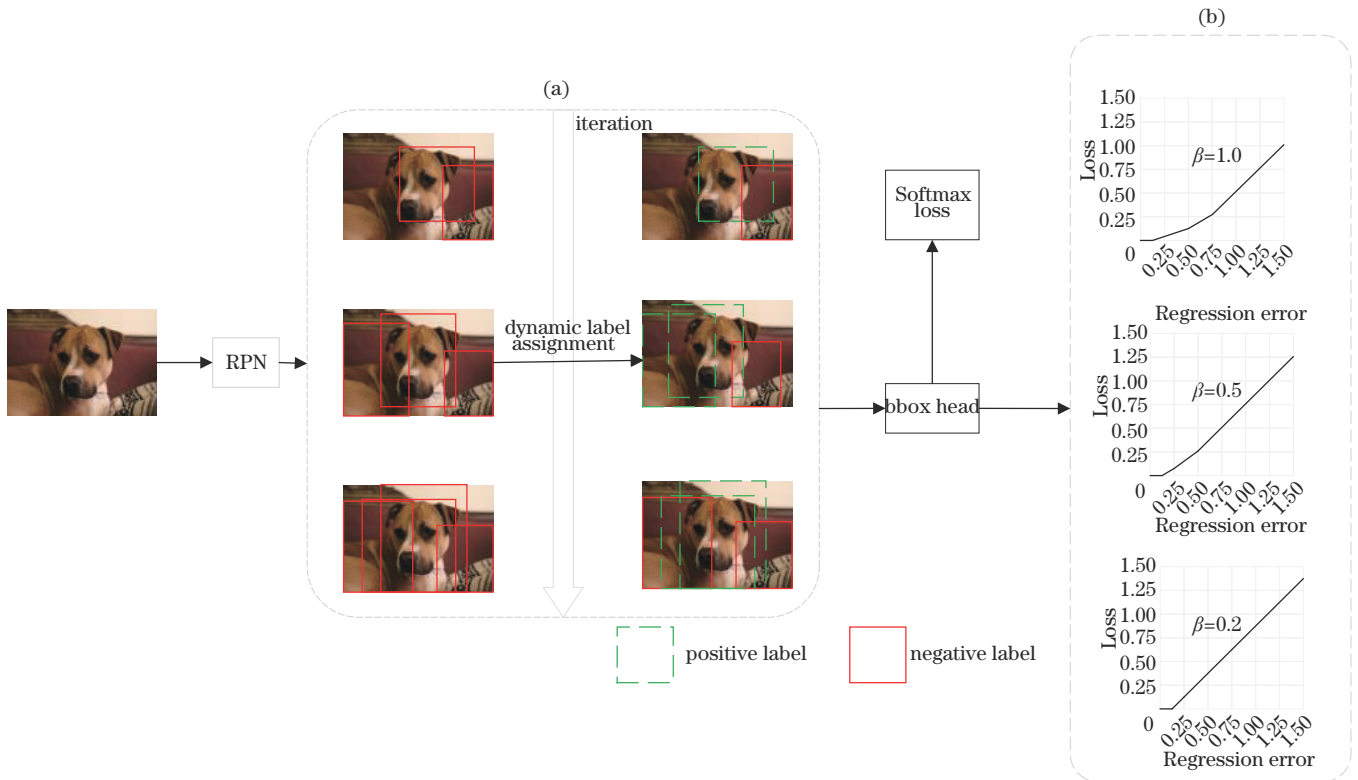 (b)
(a)
iteration
RPN
dynamic label
assignment
Softmax
loss
bbox head
positive label
negative label
1.50
1.25
1.00
0.75
0.50
0.25
0
Loss
β=1.0
0.25
0.50
0.75
1.00
1.25
1.50
Regression error
1.50
1.25
1.00
0.75
0.50
0.25
0
Loss
β=0.5
0.25
0.50
0.75
1.00
1.25
1.50
Regression error
1.50
1.25
1.00
0.75
0.50
0.25
0
Loss
β=0.2
0.25
0.50
0.75
1.00
1.25
1.50
Regression error